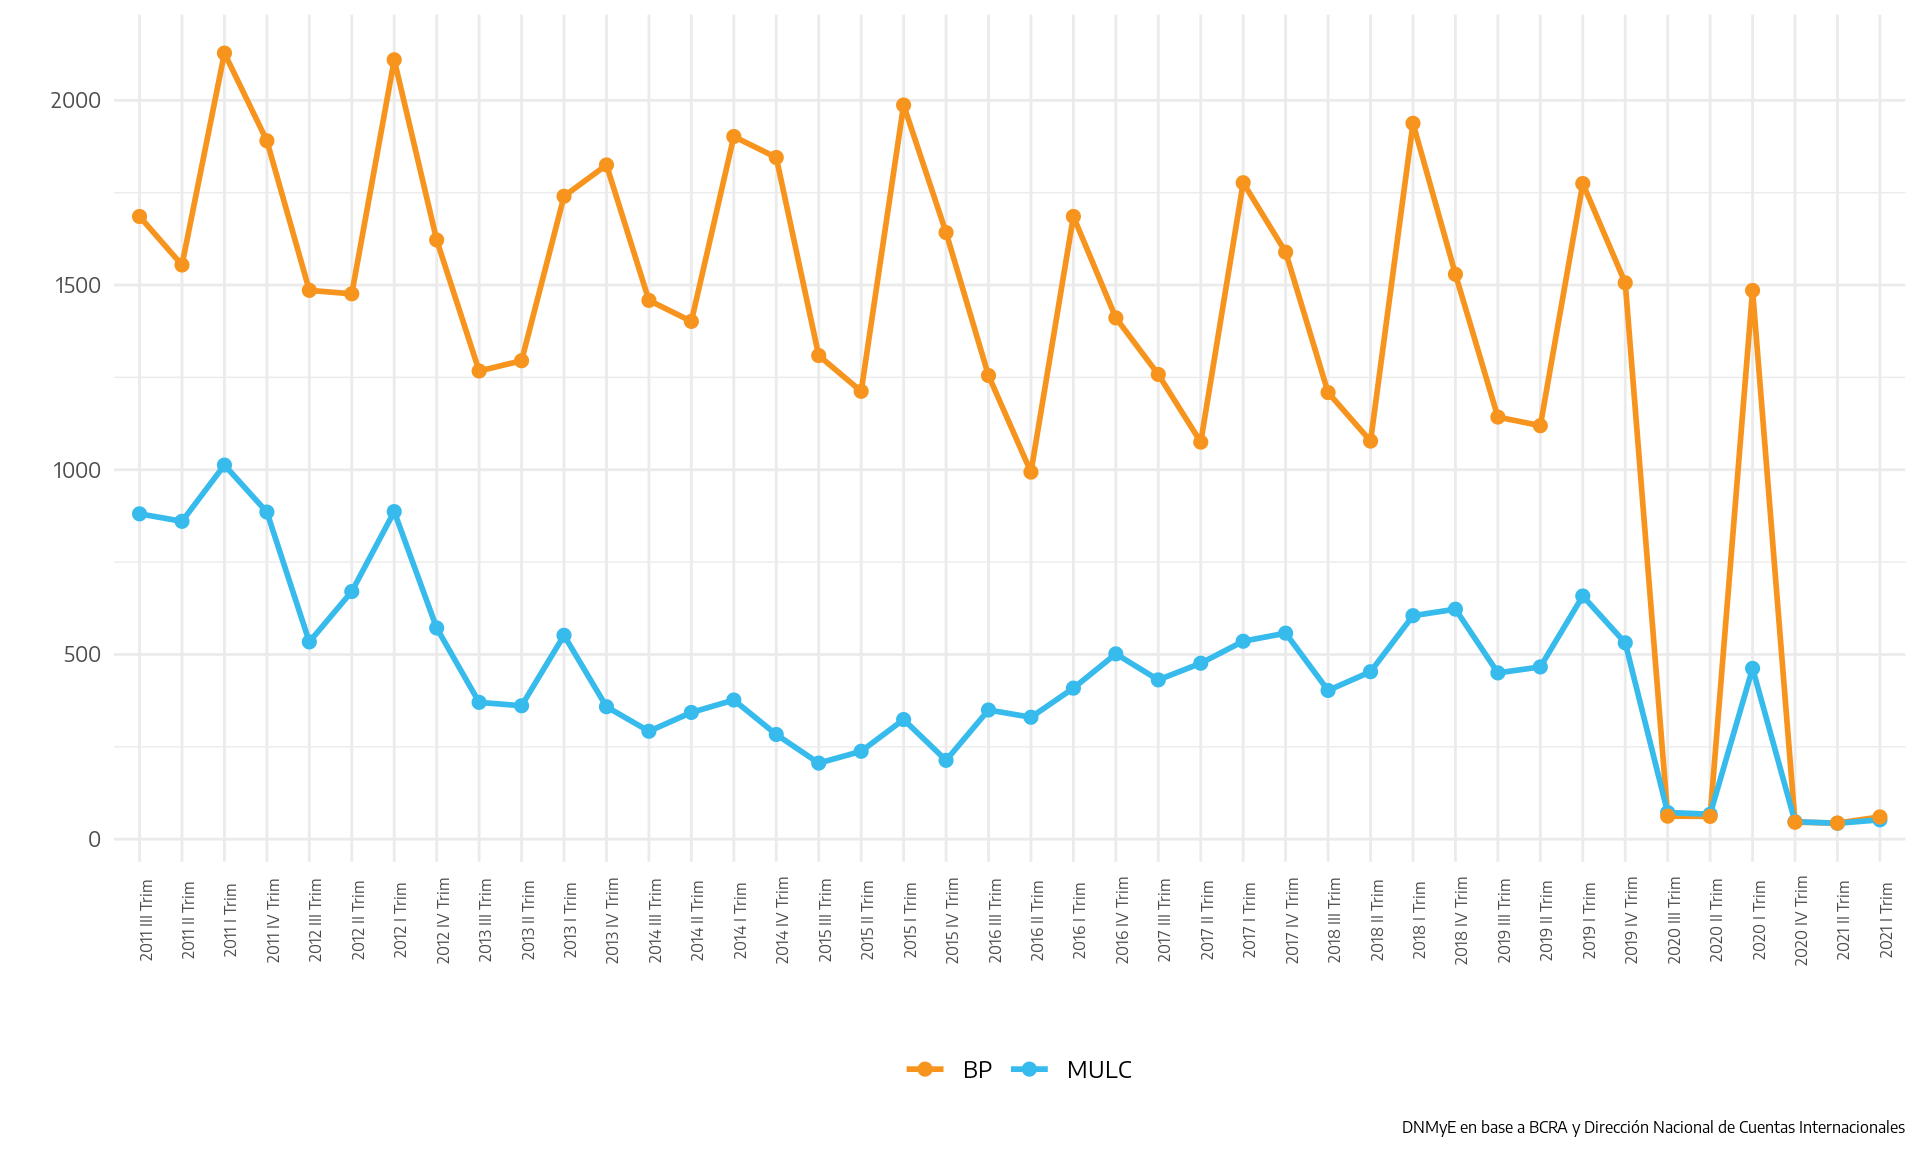 2000
1500
1000
500
0
2011 III Trim
2011 II Trim
2011 I Trim
2011 IV Trim
2012 III Trim
2012 II Trim
2012 I Trim
2012 IV Trim
2013 III Trim
2013 II Trim
2013 I Trim
2013 IV Trim
2014 III Trim
2014 II Trim
2014 I Trim
2014 IV Trim
2015 III Trim
2015 II Trim
2015 I Trim
2015 IV Trim
2016 III Trim
2016 II Trim
2016 I Trim
2016 IV Trim
2017 III Trim
2017 II Trim
2017 I Trim
2017 IV Trim
2018 III Trim
2018 II Trim
2018 I Trim
2018 IV Trim
2019 III Trim
2019 II Trim
2019 I Trim
2019 IV Trim
2020 III Trim
2020 II Trim
2020 I Trim
2020 IV Trim
2021 II Trim
2021 I Trim
BP MULC
DNMyE en base a BCRA y Dirección Nacional de Cuentas Internacionales